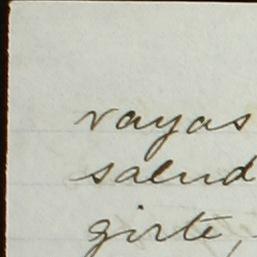 vayas
salud
girte,